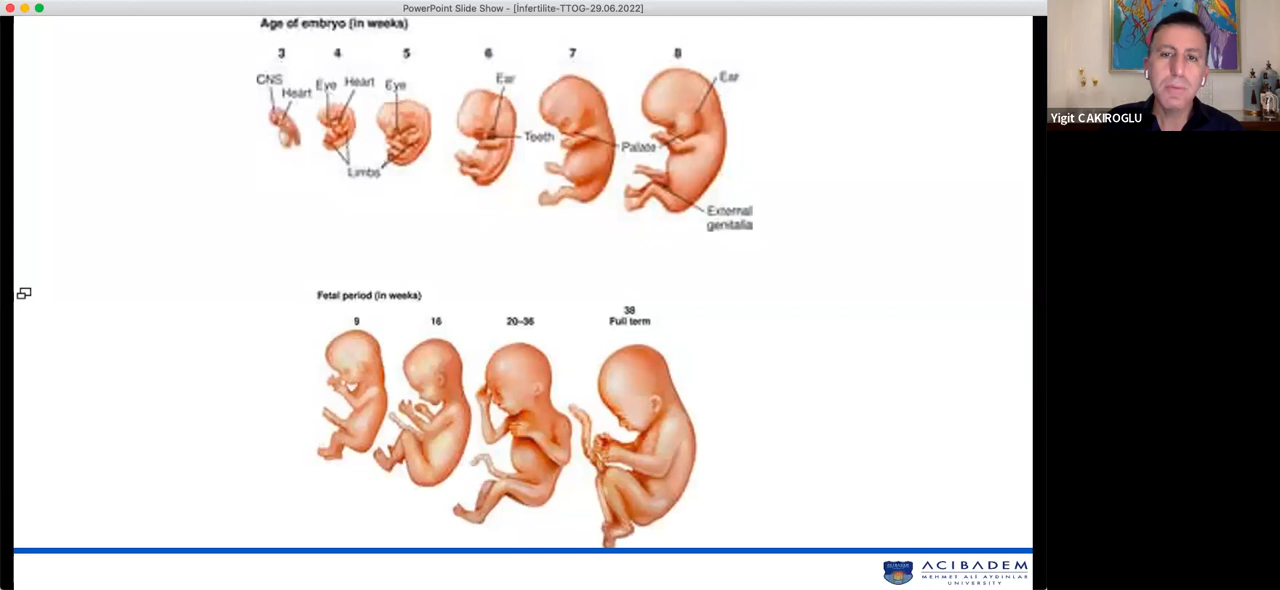 PowerPoint Slide Show - [İnfertilite-TTOG-29.06.2022]
Age of embryo (in weeks)
3 4 5 6 7 8
CNS
Heart
Eye Heart
Eye
Ear
Ear
Limbs
Teeth
Palate
External
genitalia
Fetal period (in weeks)
9 16 20–36 38
Full term
Yigit CAKIROGLU
ACIBADEM
MEHMET ALİ AYDINLAR
UNIVERSITY